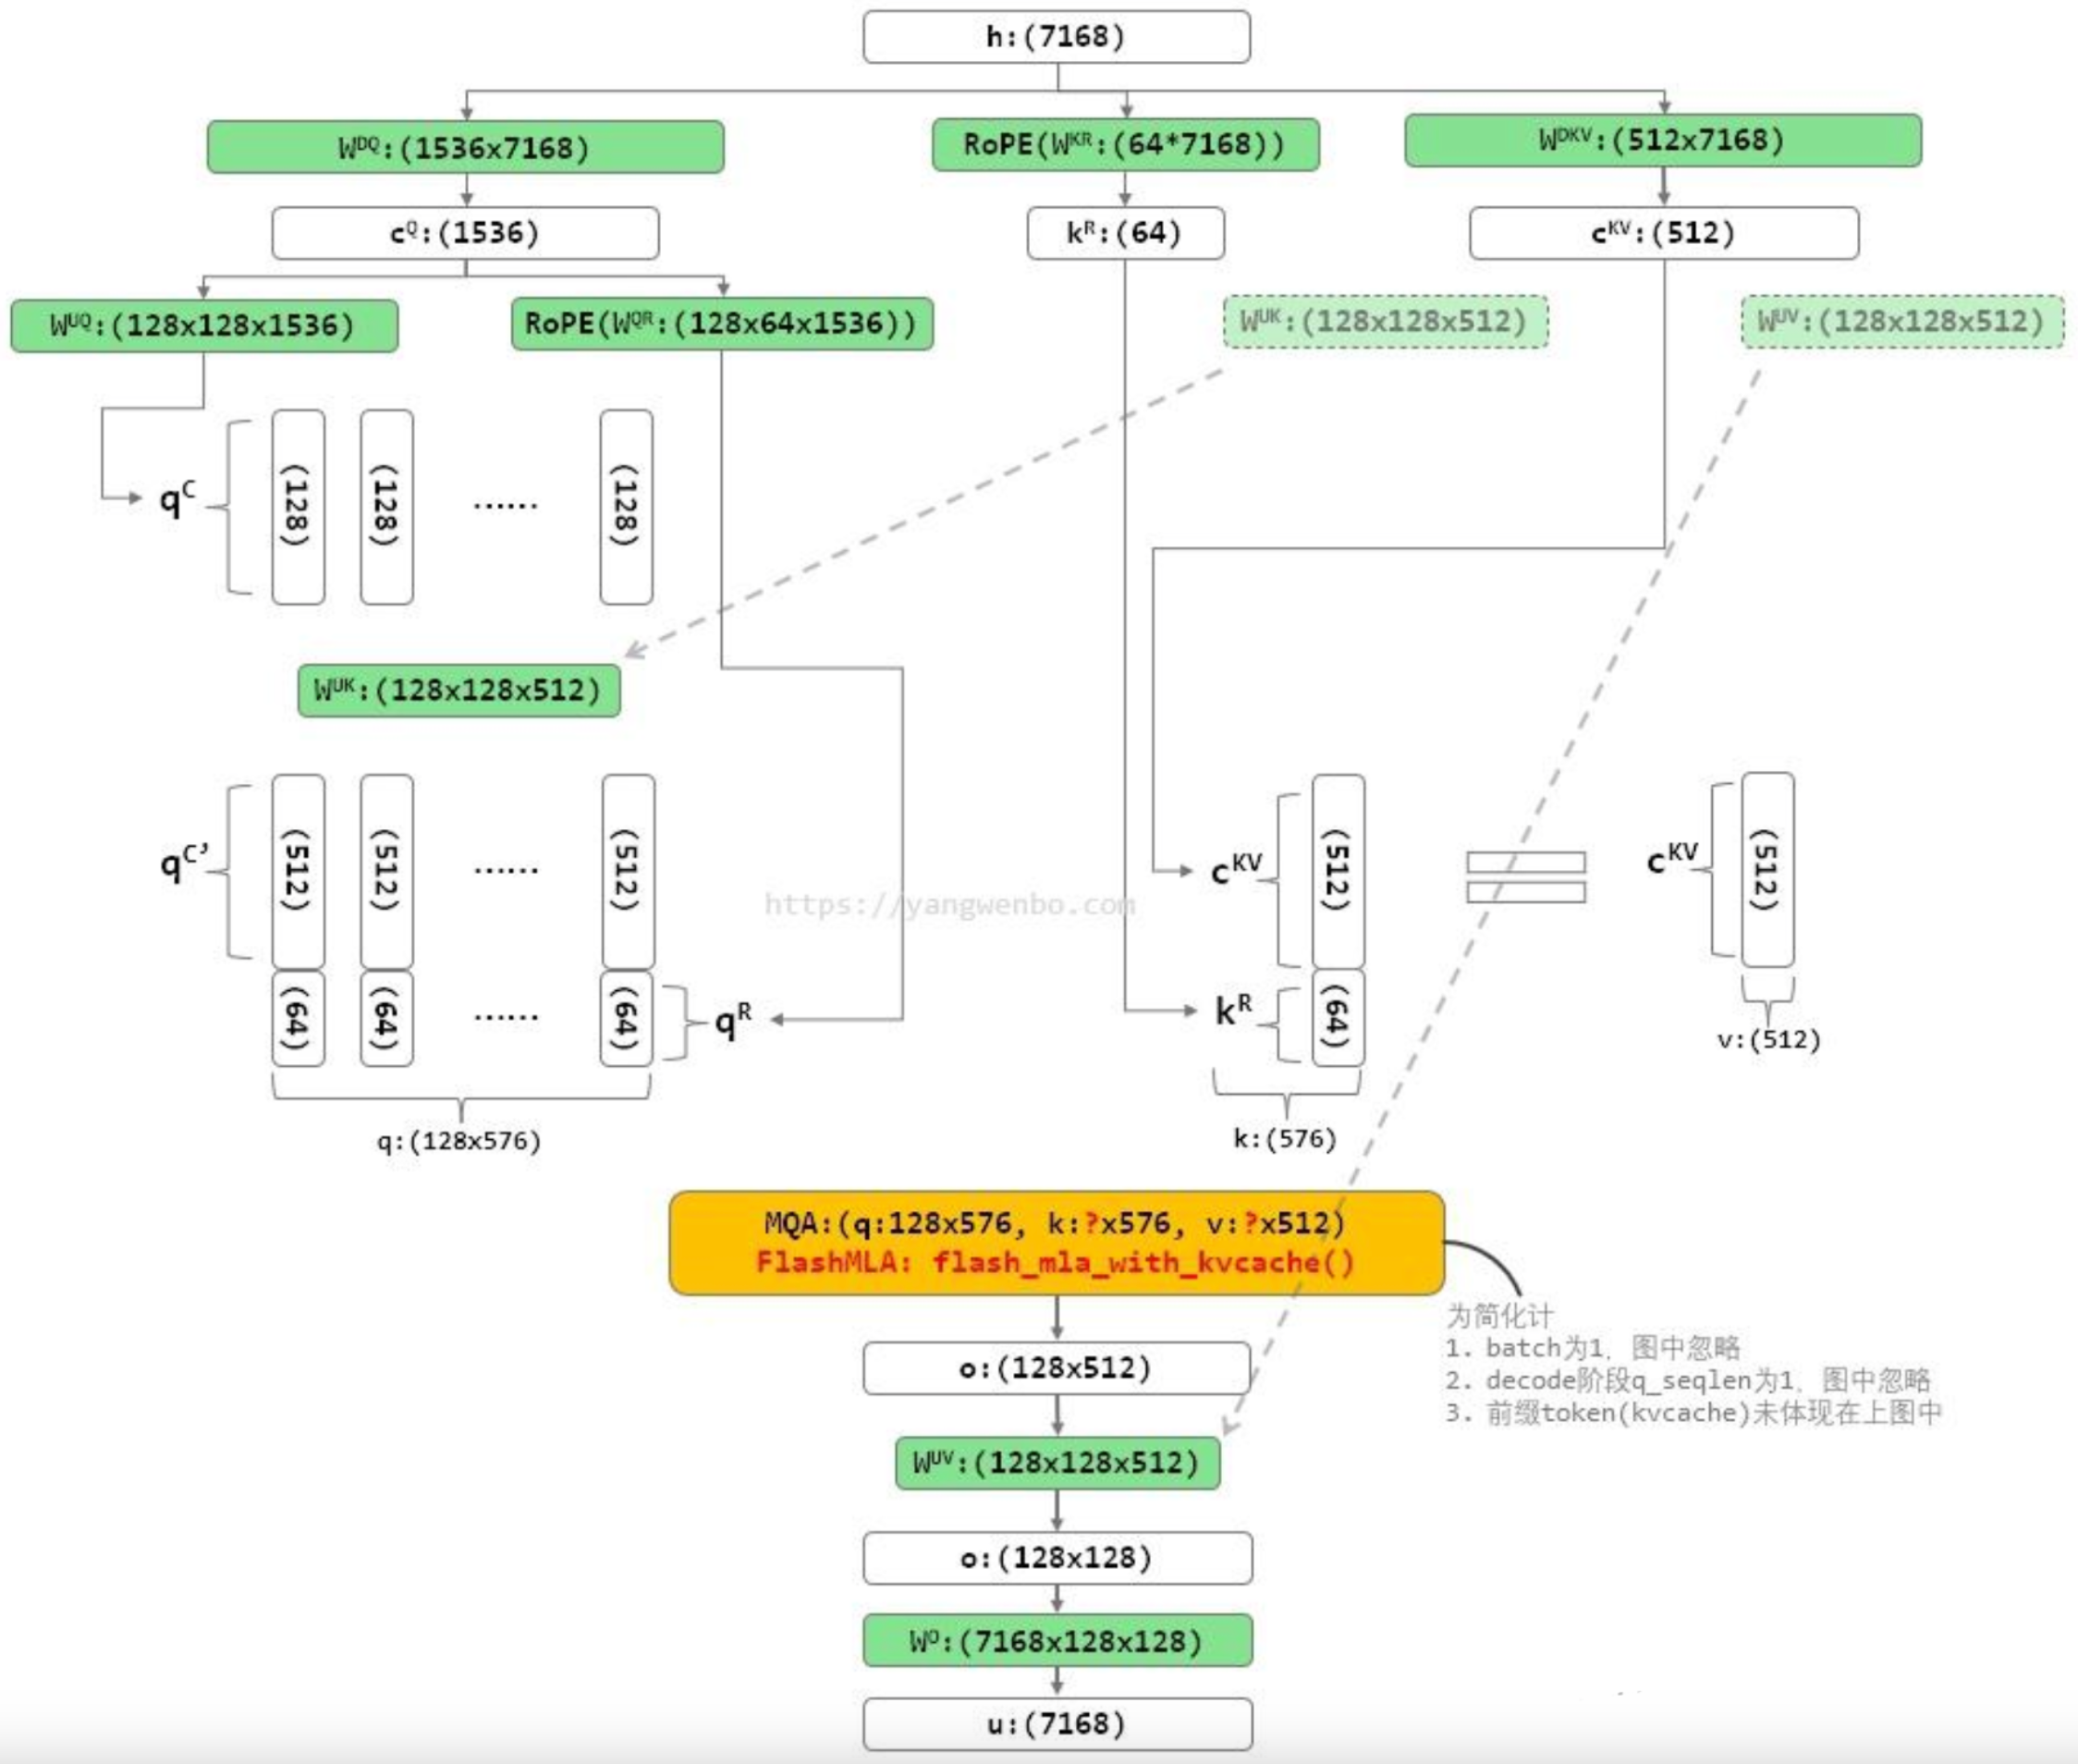 h:(7168)
W^DQ:(1536x7168)
RoPE(W^KR:(64*7168))
W^DKV:(512x7168)
c^Q:(1536)
k^R:(64)
c^KV:(512)
W^UQ:(128x128x1536)
RoPE(W^QR:(128x64x1536))
W^UK:(128x128x512)
W^UV:(128x128x512)
q^C
(128)
(128)
......
(128)
W^UK:(128x128x512)
q^C’
(512)
(512)
......
(512)
https://yangwenbo.com
c^KV
(512)
c^KV
(512)
(64)
(64)
......
(64)
q^R
k^R
(64)
v:(512)
q:(128x576)
k:(576)
MQA:(q:128x576, k:?x576, v:?x512)
FlashMLA: flash_mla_with_kvcache()
为简化计
1. batch为1, 图中忽略
2. decode阶段q_seqlen为1, 图中忽略
3. 前缀token(kvcache)未体现在上图中
o:(128x512)
W^UV:(128x128x512)
o:(128x128)
W^O:(7168x128x128)
u:(7168)